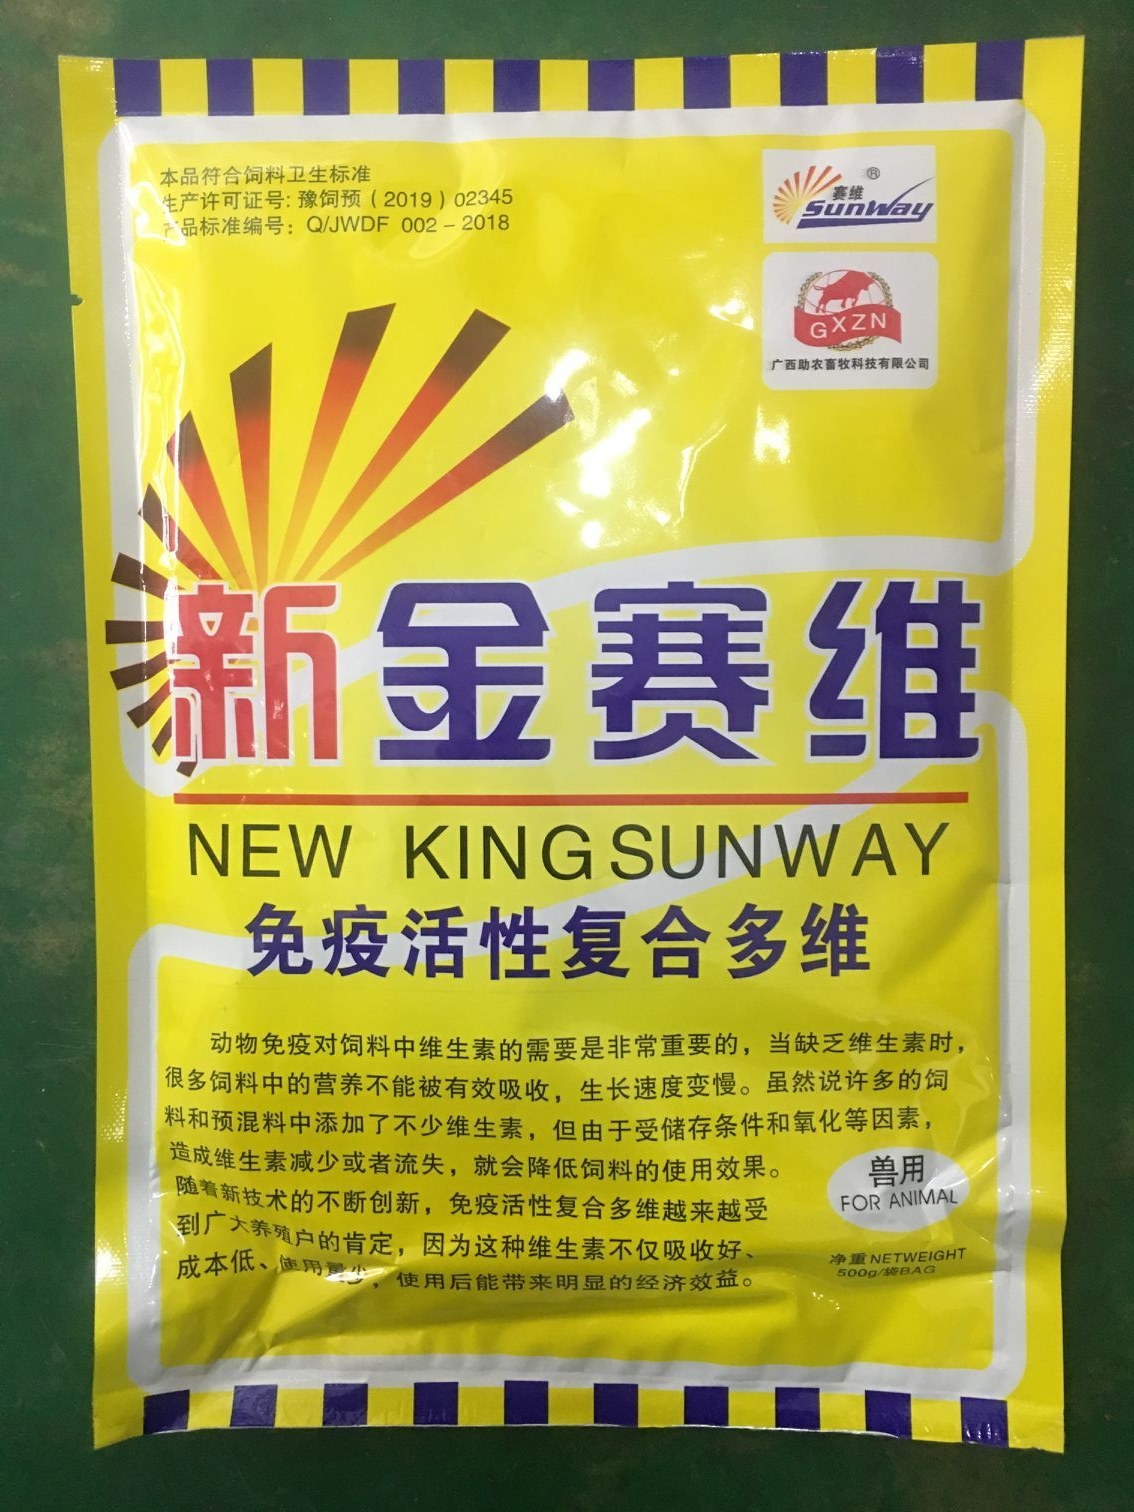 本品符合饲料卫生标准
生产许可证号: 豫饲预（2019）02345
产品标准编号: Q/JWDF 002－2018
赛维
®
SunWay
GXZN
广西助农畜牧科技有限公司
新金赛维
NEW KINGSUNWAY
免疫活性复合多维
动物免疫对饲料中维生素的需要是非常重要的，当缺乏维生素时，
很多饲料中的营养不能被有效吸收，生长速度变慢。虽然说许多的饲
料和预混料中添加了不少维生素，但由于受储存条件和氧化等因素，
造成维生素减少或者流失，就会降低饲料的使用效果。
随着新技术的不断创新，免疫活性复合多维越来越受
到广大养殖户的肯定，因为这种维生素不仅吸收好、
成本低、使用量少，使用后能带来明显的经济效益。
兽用
FOR ANIMAL
净重NETWEIGHT
500g/袋BAG